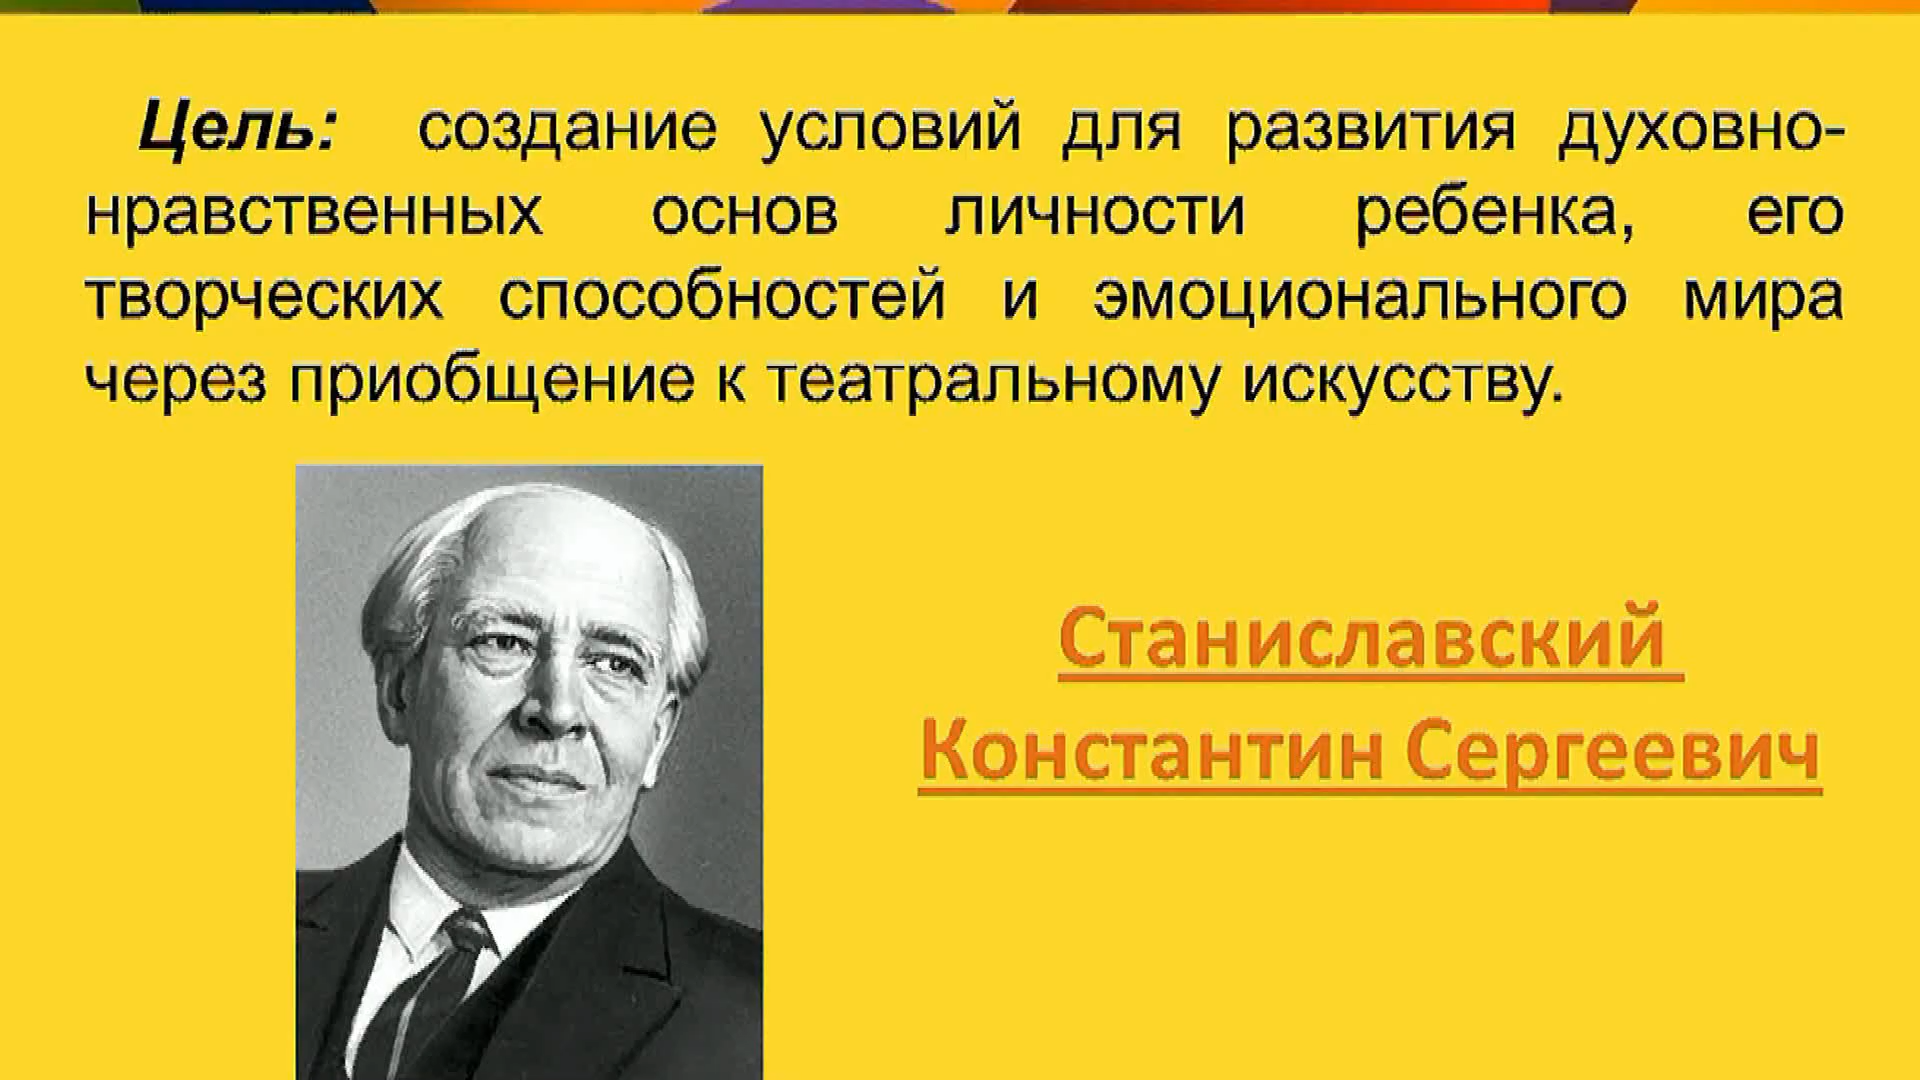 Цель: создание условий для развития духовно-
нравственных основ личности ребенка, его
творческих способностей и эмоционального мира
через приобщение к театральному искусству.
Станиславский
Константин Сергеевич